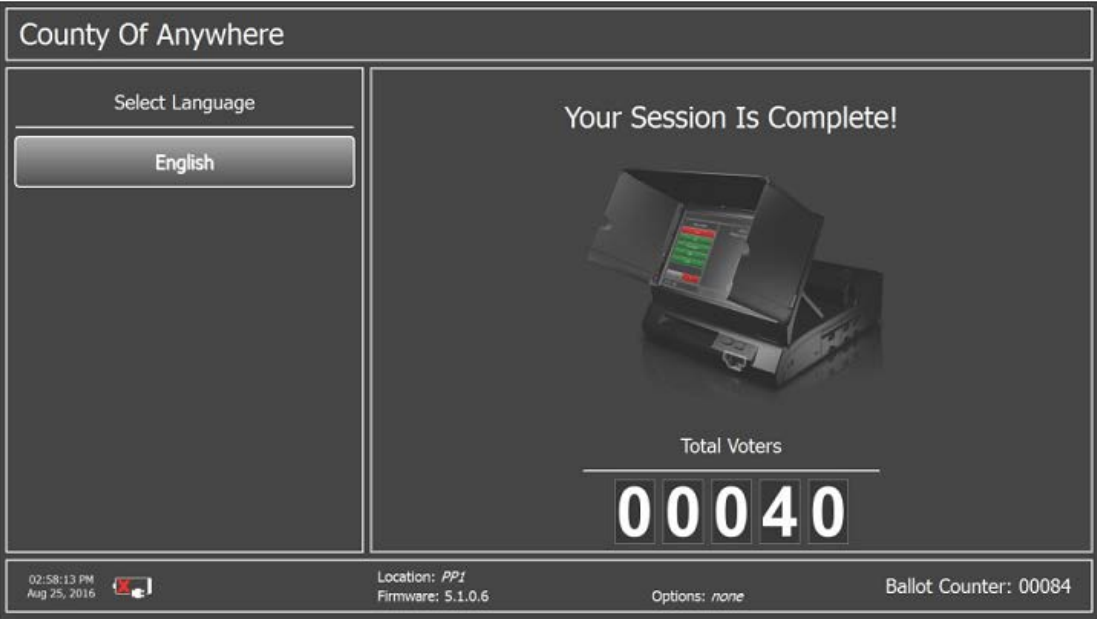 County Of Anywhere
Select Language
English
Your Session Is Complete!
Total Voters
00040
02:58:13 PM
Aug 25, 2016
Location: PP1
Firmware: 5.1.0.6
Options: none
Ballot Counter: 00084